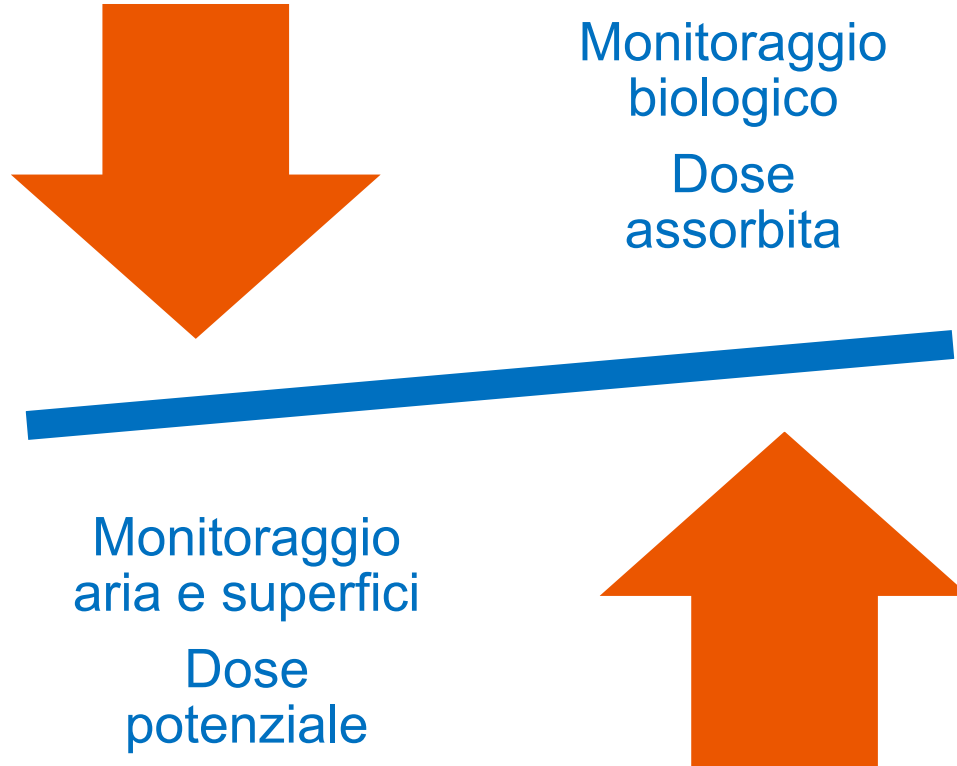 Monitoraggio
biologico
Dose
assorbita
Monitoraggio
aria e superfici
Dose
potenziale